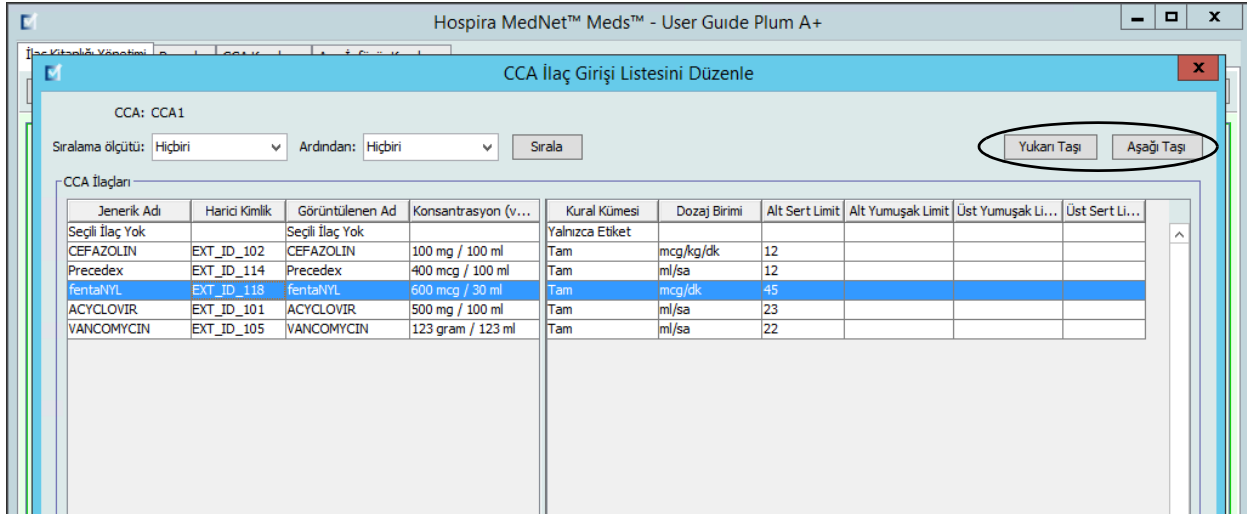 Hospira MedNet™ Meds™ - User Guıde Plum A+
CCA İlaç Girişi Listesini Düzenle
CCA: CCA1
Sıralama ölçütü: Hiçbiri Ardından: Hiçbiri Sırala Yukarı Taşı Aşağı Taşı
CCA İlaçları
Jenerik Adı Harici Kimlik Görüntülenen Ad Konsantrasyon (v... Kural Kümesi Dozaj Birimi Alt Sert Limit Alt Yumuşak Limit Üst Yumuşak Li... Üst Sert Li...
Seçili İlaç Yok Seçili İlaç Yok Yalnızca Etiket
CEFAZOLIN EXT_ID_102 CEFAZOLIN 100 mg / 100 ml Tam mcg/kg/dk 12
Precedex EXT_ID_114 Precedex 400 mcg / 100 ml Tam ml/sa 12
fentaNYL EXT_ID_118 fentaNYL 600 mcg / 30 ml Tam mcg/dk 45
ACYCLOVIR EXT_ID_101 ACYCLOVIR 500 mg / 100 ml Tam ml/sa 23
VANCOMYCIN EXT_ID_105 VANCOMYCIN 123 gram / 123 ml Tam ml/sa 22